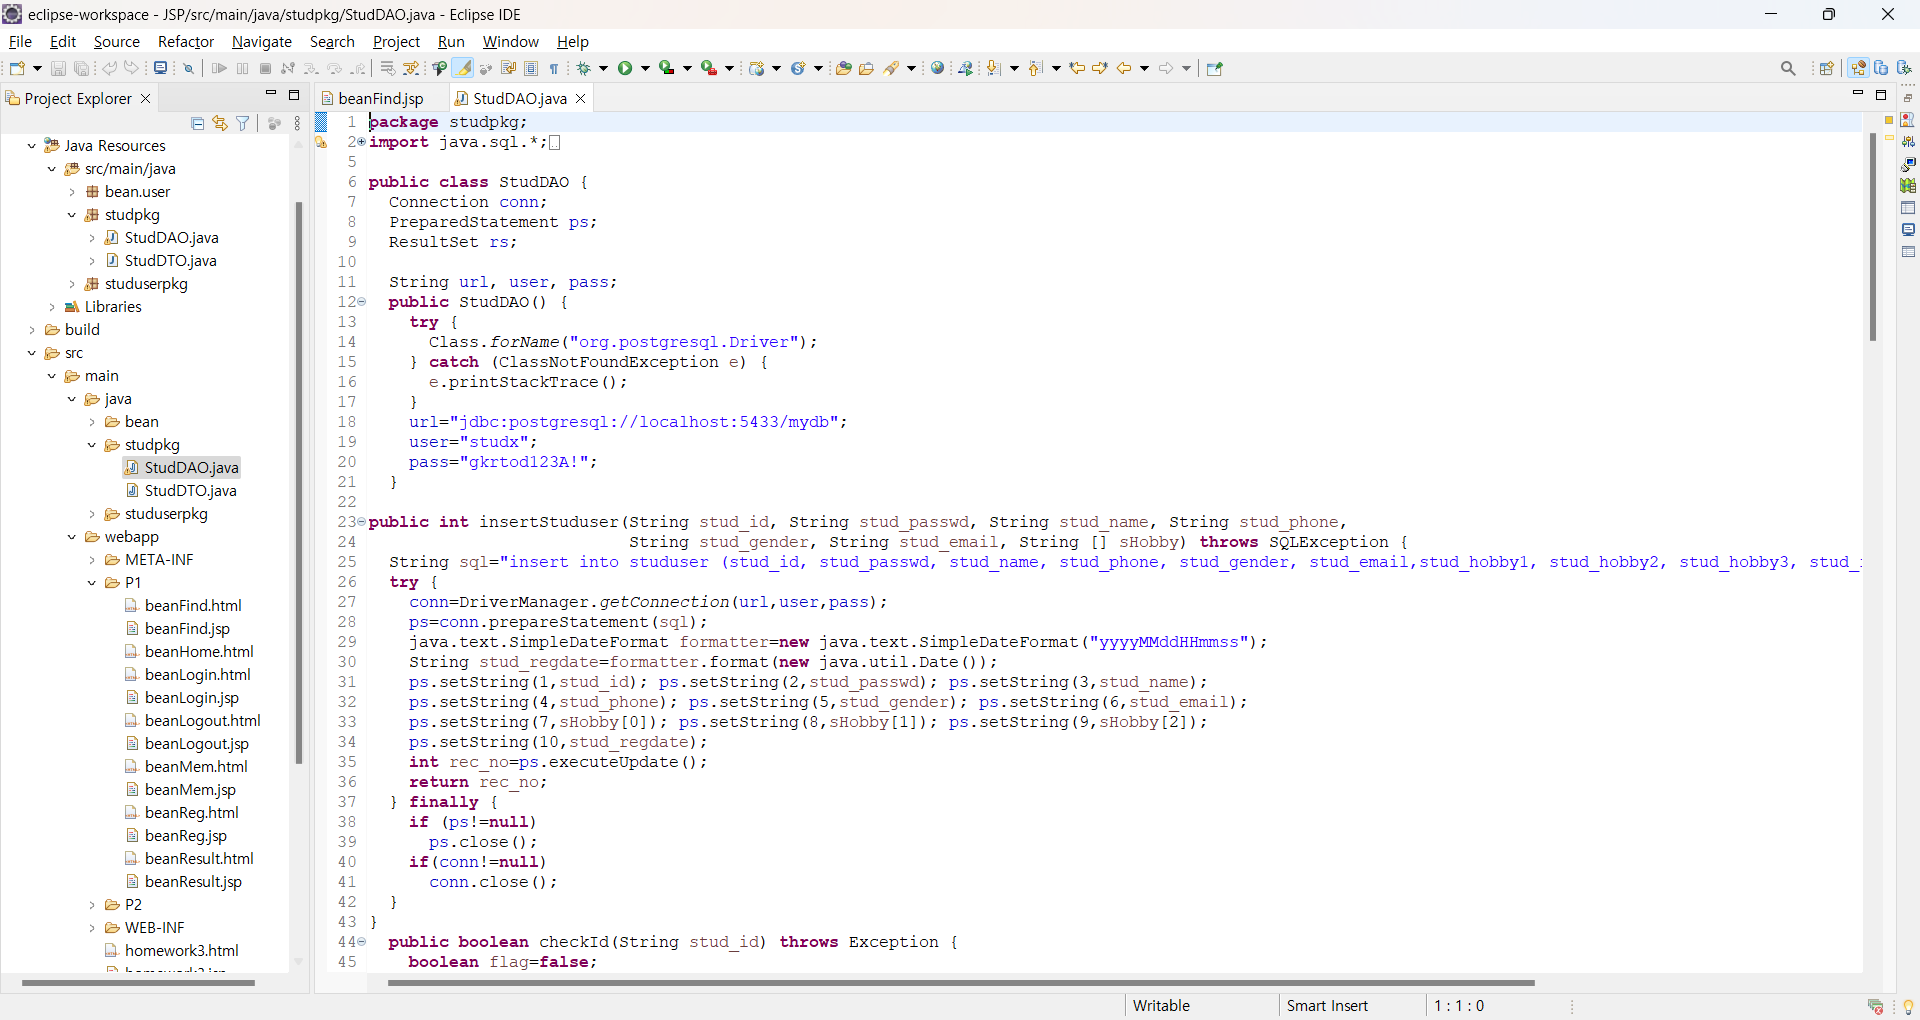 eclipse-workspace - JSP/src/main/java/studpkg/StudDAO.java - Eclipse IDE
File Edit Source Refactor Navigate Search Project Run Window Help
Project Explorer
Java Resources
src/main/java
bean.user
studpkg
StudDAO.java
StudDTO.java
studuserpkg
Libraries
build
src
main
java
bean
studpkg
StudDAO.java
StudDTO.java
studuserpkg
webapp
META-INF
P1
beanFind.html
beanFind.jsp
beanHome.html
beanLogin.html
beanLogin.jsp
beanLogout.html
beanLogout.jsp
beanMem.html
beanMem.jsp
beanReg.html
beanReg.jsp
beanResult.html
beanResult.jsp
P2
WEB-INF
homework3.html
beanFind.jsp StudDAO.java
1 package studpkg;
2 import java.sql.*;
5
6 public class StudDAO {
7 Connection conn;
8 PreparedStatement ps;
9 ResultSet rs;
10
11 String url, user, pass;
12 public StudDAO() {
13 try {
14 Class.forName("org.postgresql.Driver");
15 } catch (ClassNotFoundException e) {
16 e.printStackTrace();
17 }
18 url="jdbc:postgresql://localhost:5433/mydb";
19 user="studx";
20 pass="gkrtod123A!";
21 }
22
23 public int insertStuduser(String stud_id, String stud_passwd, String stud_name, String stud_phone,
24 String stud_gender, String stud_email, String [] sHobby) throws SQLException {
25 String sql="insert into studuser (stud_id, stud_passwd, stud_name, stud_phone, stud_gender, stud_email,stud_hobby1, stud_hobby2, stud_hobby3, stud_
26 try {
27 conn=DriverManager.getConnection(url,user,pass);
28 ps=conn.prepareStatement(sql);
29 java.text.SimpleDateFormat formatter=new java.text.SimpleDateFormat("yyyyMMddHHmmss");
30 String stud_regdate=formatter.format(new java.util.Date());
31 ps.setString(1,stud_id); ps.setString(2,stud_passwd); ps.setString(3,stud_name);
32 ps.setString(4,stud_phone); ps.setString(5,stud_gender); ps.setString(6,stud_email);
33 ps.setString(7,sHobby[0]); ps.setString(8,sHobby[1]); ps.setString(9,sHobby[2]);
34 ps.setString(10,stud_regdate);
35 int rec_no=ps.executeUpdate();
36 return rec_no;
37 } finally {
38 if (ps!=null)
39 ps.close();
40 if(conn!=null)
41 conn.close();
42 }
43 }
44 public boolean checkId(String stud_id) throws Exception {
45 boolean flag=false;
Writable Smart Insert 1 : 1 : 0